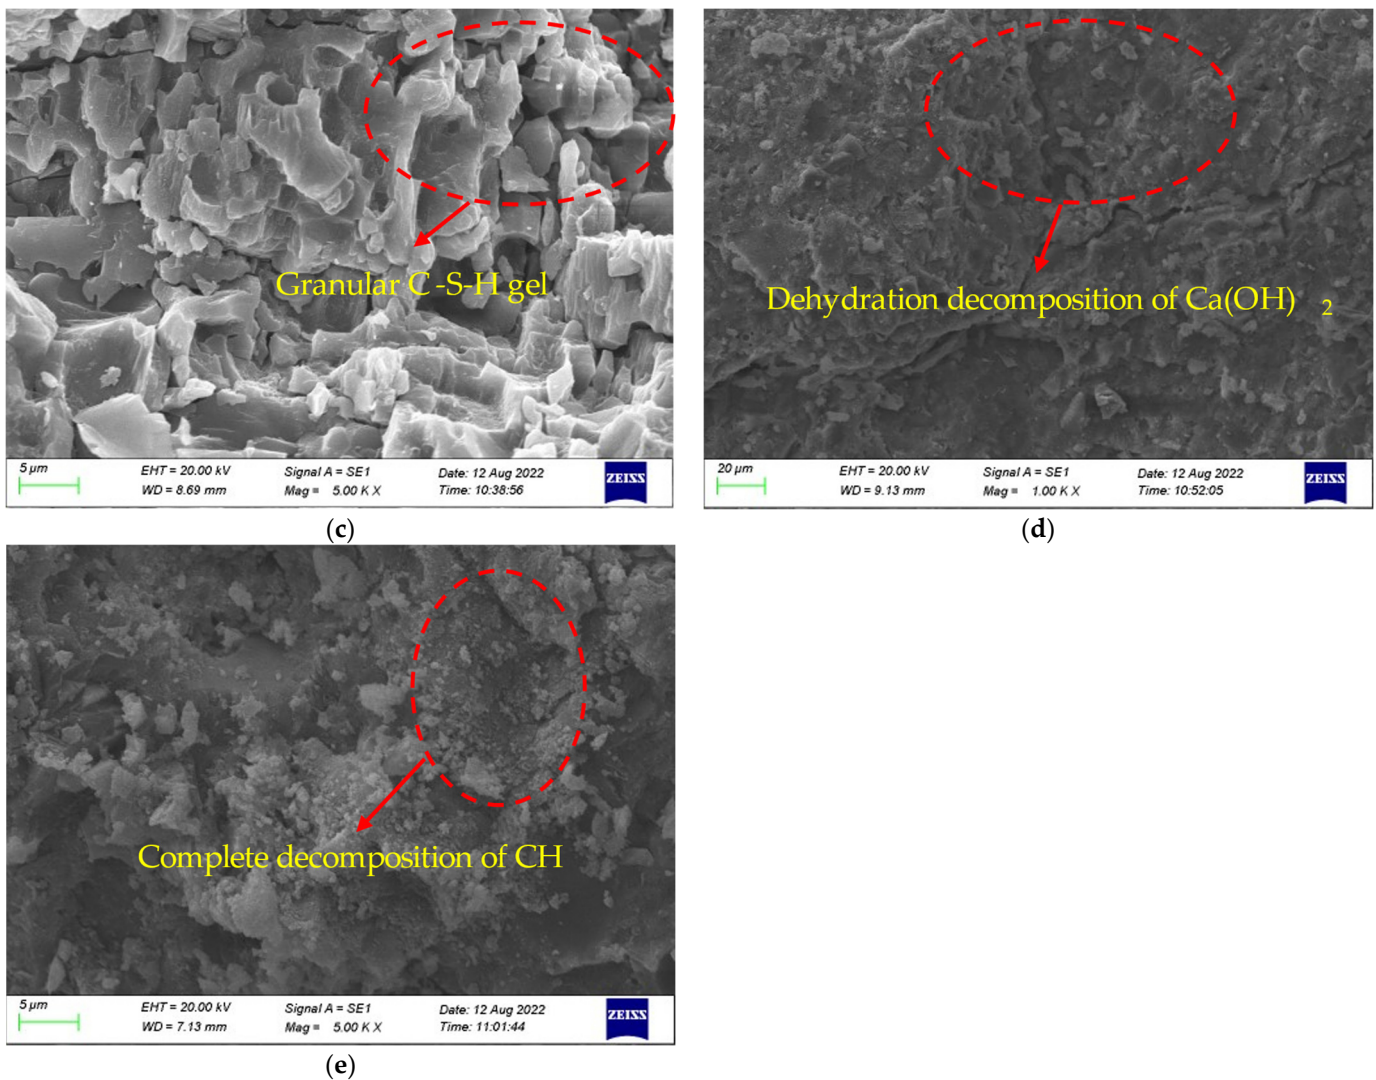 Granular C-S-H gel
5 µm
EHT = 20.00 kV Signal A = SE1 Date: 12 Aug 2022
WD = 8.69 mm Mag = 5.00 K X Time: 10:38:56
ZEISS
(c)
Dehydration decomposition of Ca(OH) 2
20 µm
EHT = 20.00 kV Signal A = SE1 Date: 12 Aug 2022
WD = 9.13 mm Mag = 1.00 K X Time: 10:52:05
ZEISS
(d)
Complete decomposition of CH
5 µm
EHT = 20.00 kV Signal A = SE1 Date: 12 Aug 2022
WD = 7.13 mm Mag = 5.00 K X Time: 11:01:44
ZEISS
(e)